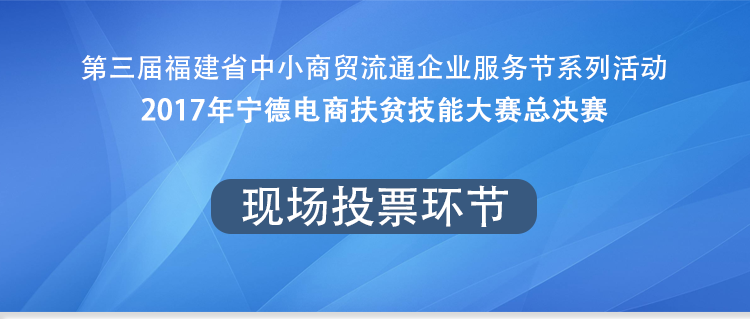 第三届福建省中小商贸流通企业服务节系列活动
2017年宁德电商扶贫技能大赛总决赛
现场投票环节